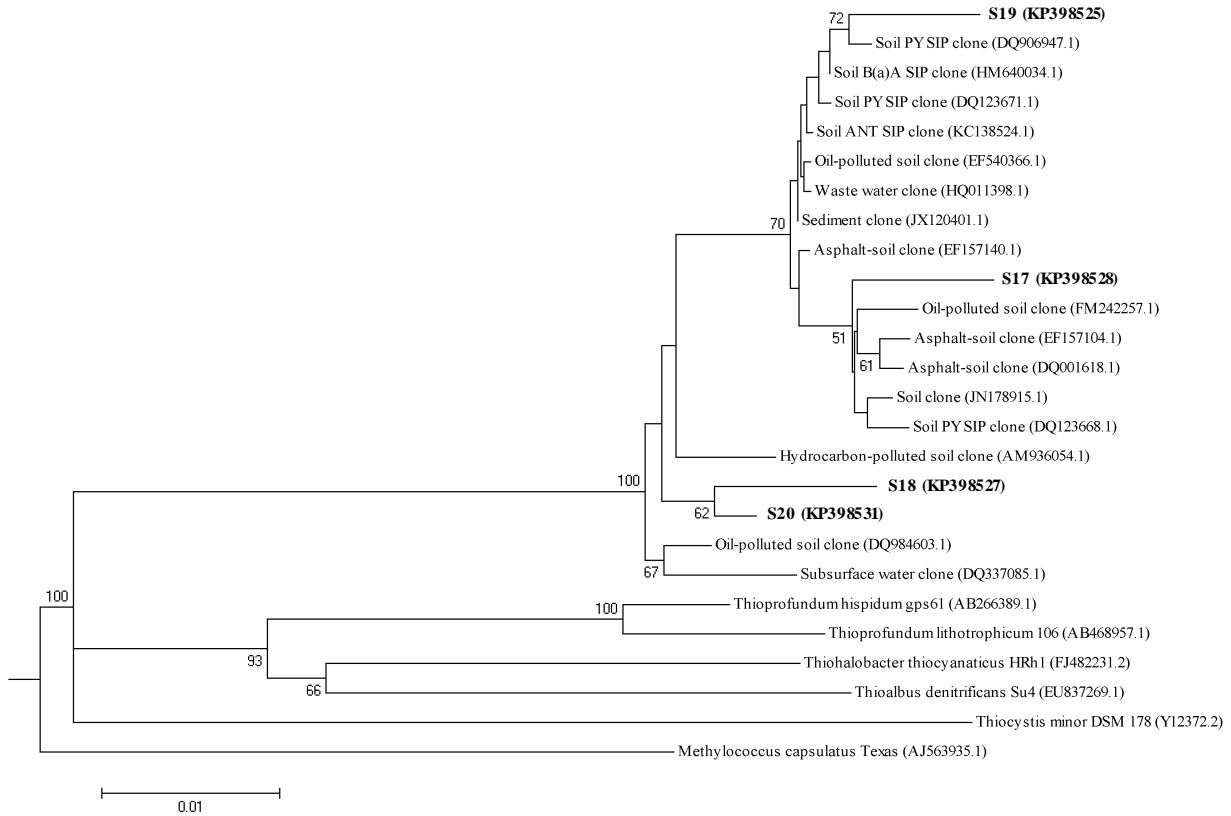 72
S19 (KP398525)
Soil PY SIP clone (DQ906947.1)
Soil B(a)A SIP clone (HM640034.1)
Soil PY SIP clone (DQ123671.1)
Soil ANT SIP clone (KC138524.1)
Oil-polluted soil clone (EF540366.1)
Waste water clone (HQ011398.1)
70
Sediment clone (JX120401.1)
Asphalt-soil clone (EF157140.1)
S17 (KP398528)
Oil-polluted soil clone (FM242257.1)
51
Asphalt-soil clone (EF157104.1)
61
Asphalt-soil clone (DQ001618.1)
Soil clone (JN178915.1)
Soil PY SIP clone (DQ123668.1)
Hydrocarbon-polluted soil clone (AM936054.1)
100
S18 (KP398527)
62
S20 (KP398531)
Oil-polluted soil clone (DQ984603.1)
67
Subsurface water clone (DQ337085.1)
100
100
Thioprofundum hispidum gps61 (AB266389.1)
Thioprofundum lithotrophicum 106 (AB468957.1)
93
Thiohalobacter thiocyanaticus HRh1 (FJ482231.2)
66
Thioalbus denitrificans Su4 (EU837269.1)
Thiocystis minor DSM 178 (Y12372.2)
Methylococcus capsulatus Texas (AJ563935.1)
0.01